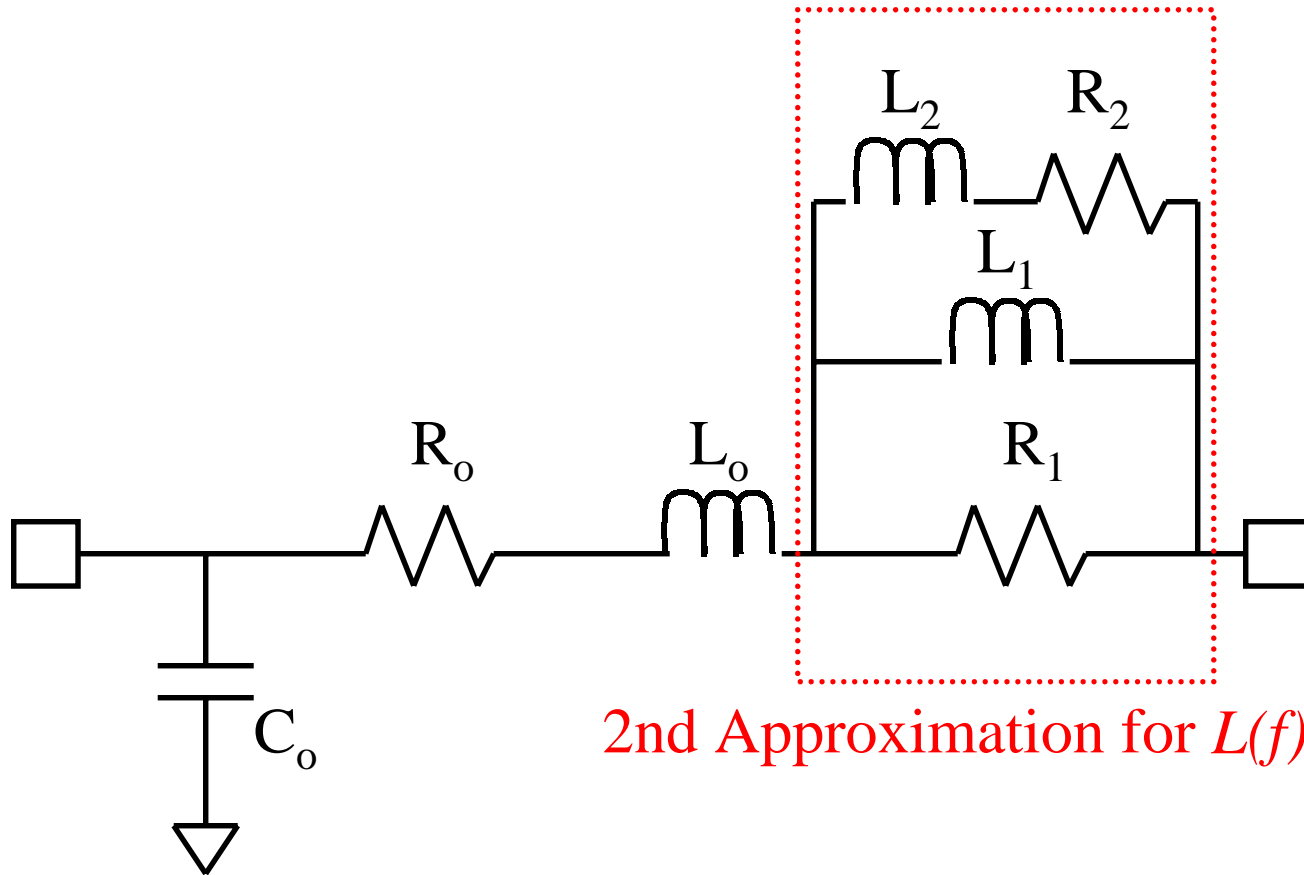 L₂ R₂
L₁
Rₒ Lₒ R₁
Cₒ
2nd Approximation for L(f)